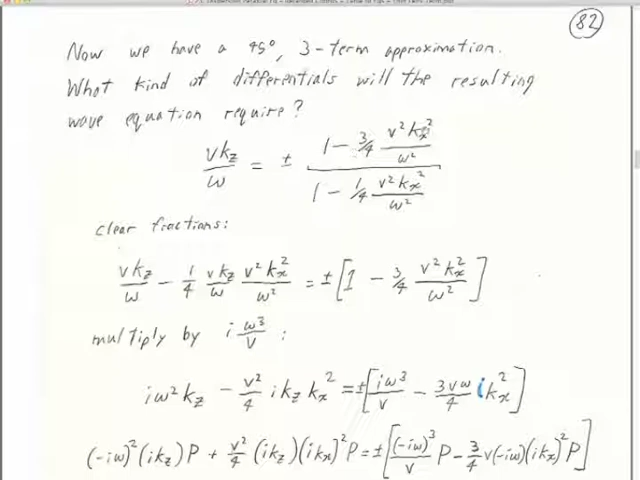 82
Now we have a 45°, 3-term approximation.
What kind of differentials will the resulting
wave equation require?
vk_z/ω = ± (1 - 3/4 v²k_x²/ω²) / (1 - 1/4 v²k_x²/ω²)
clear fractions:
vk_z/ω - 1/4 vk_z/ω v²k_x²/ω² = ±[1 - 3/4 v²k_x²/ω²]
multiply by i ω³/v :
iω²k_z - v²/4 ik_z k_x² = ±[iω³/v - 3vω/4 ik_x²]
(-iω)²(ik_z)P + v²/4 (ik_z)(ik_x)²P = ±[(-iω)³/v P - 3/4 v(-iω)(ik_x)²P]